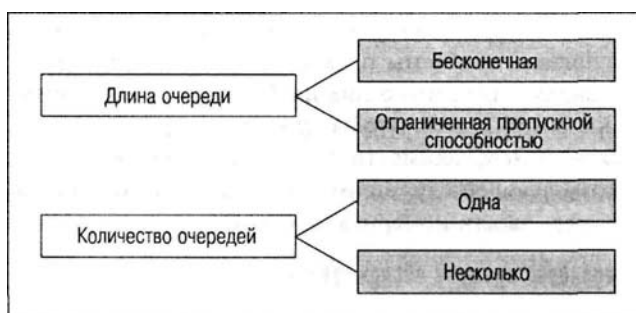 Длина очереди
Бесконечная
Ограниченная пропускной
способностью
Количество очередей
Одна
Несколько